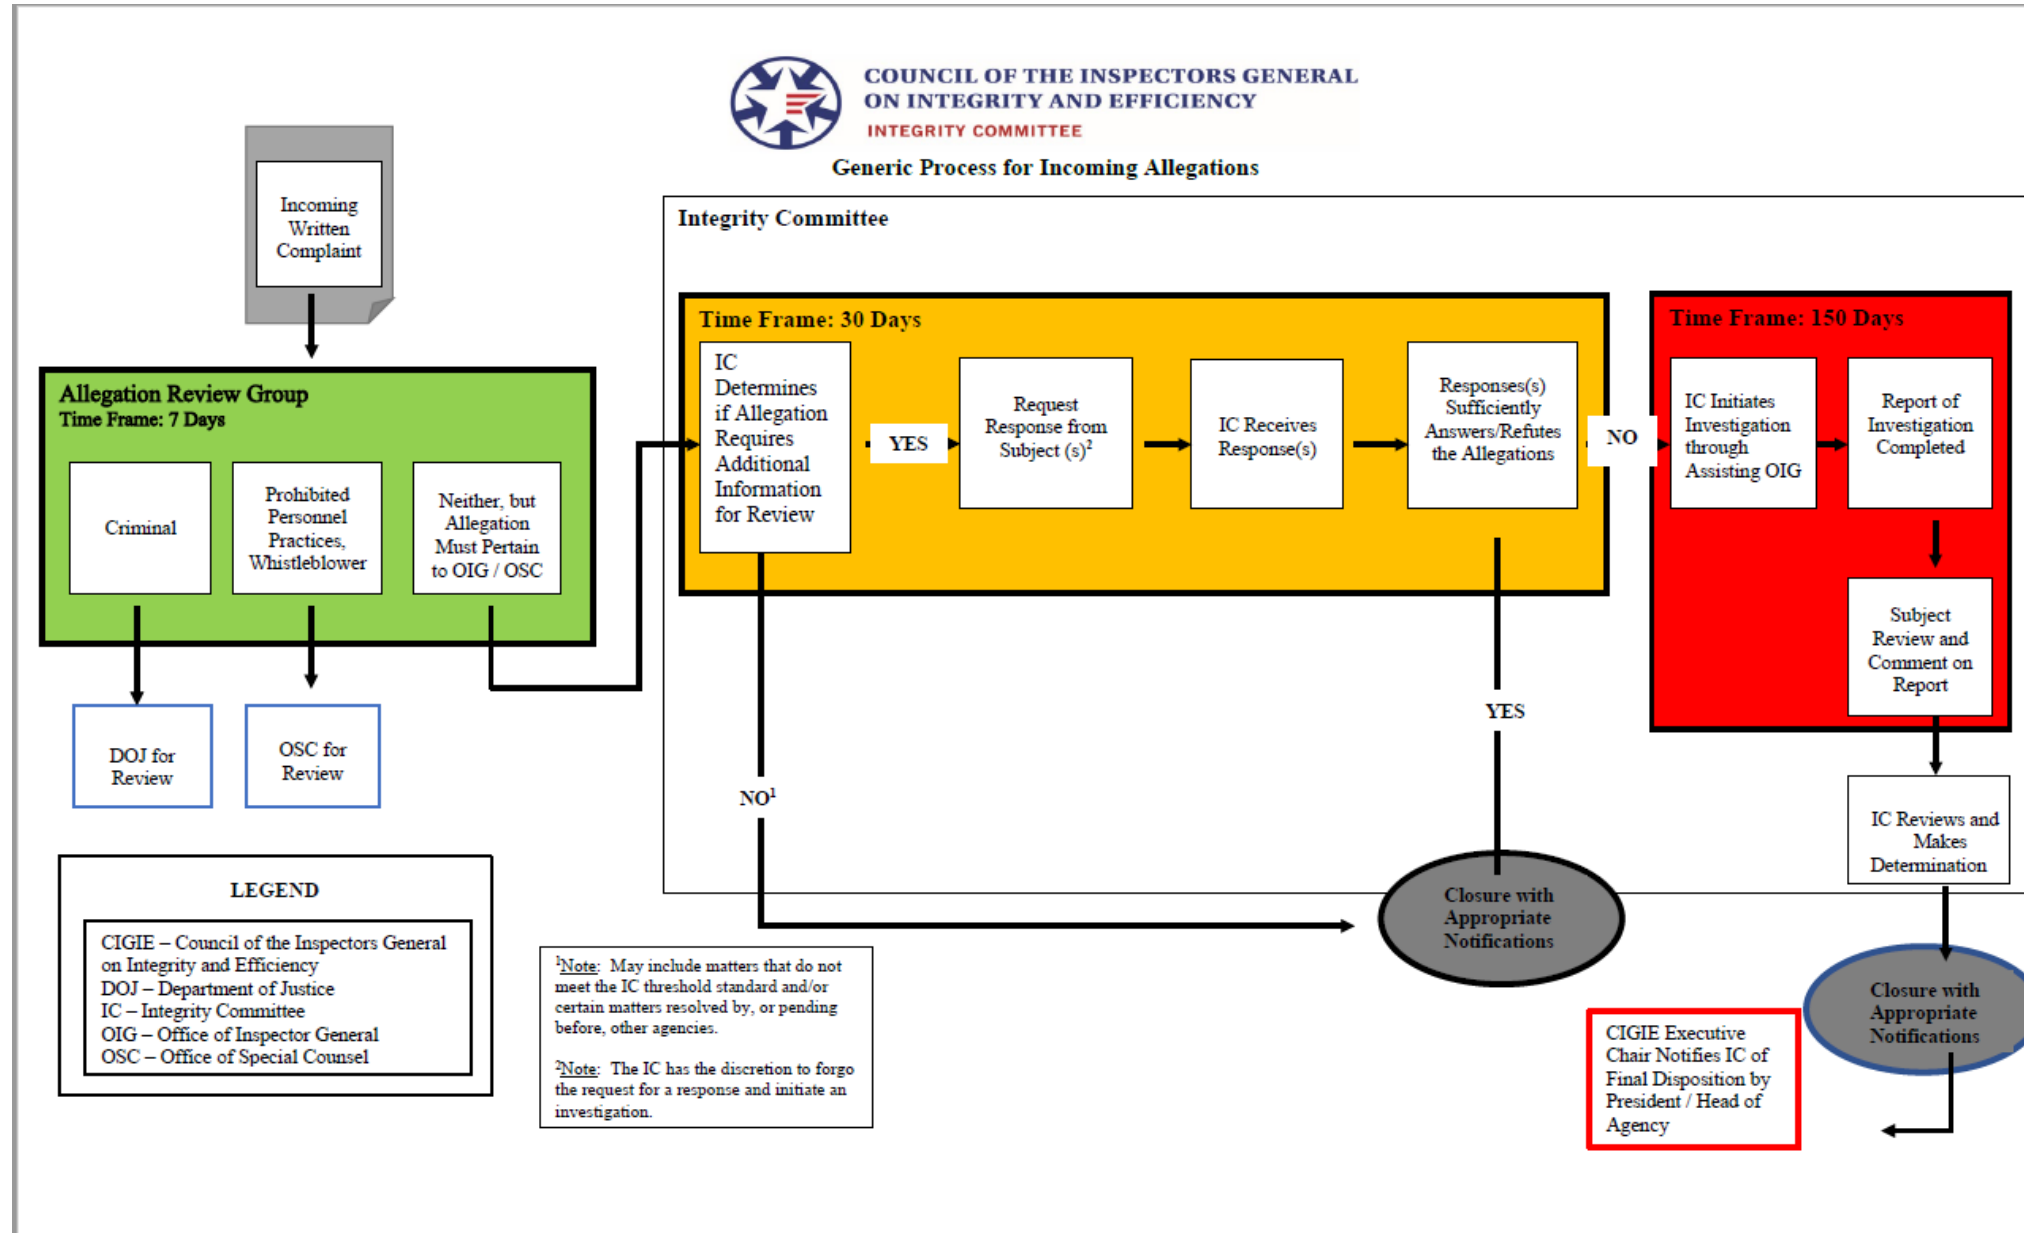 COUNCIL OF THE INSPECTORS GENERAL
ON INTEGRITY AND EFFICIENCY
INTEGRITY COMMITTEE
Generic Process for Incoming Allegations
Incoming
Written
Complaint
Allegation Review Group
Time Frame: 7 Days
Criminal
Prohibited
Personnel
Practices,
Whistleblower
Neither, but
Allegation
Must Pertain
to OIG / OSC
DOJ for
Review
OSC for
Review
Integrity Committee
Time Frame: 30 Days
IC
Determines
if Allegation
Requires
Additional
Information
for Review
YES
Request
Response from
Subject (s)²
IC Receives
Response(s)
Responses(s)
Sufficiently
Answers/Refutes
the Allegations
NO
Time Frame: 150 Days
IC Initiates
Investigation
through
Assisting OIG
Report of
Investigation
Completed
Subject
Review and
Comment on
Report
YES
NO¹
IC Reviews and
Makes
Determination
Closure with
Appropriate
Notifications
Closure with
Appropriate
Notifications
CIGIE Executive
Chair Notifies IC of
Final Disposition by
President / Head of
Agency
LEGEND
CIGIE – Council of the Inspectors General
on Integrity and Efficiency
DOJ – Department of Justice
IC – Integrity Committee
OIG – Office of Inspector General
OSC – Office of Special Counsel
¹Note: May include matters that do not
meet the IC threshold standard and/or
certain matters resolved by, or pending
before, other agencies.
²Note: The IC has the discretion to forgo
the request for a response and initiate an
investigation.